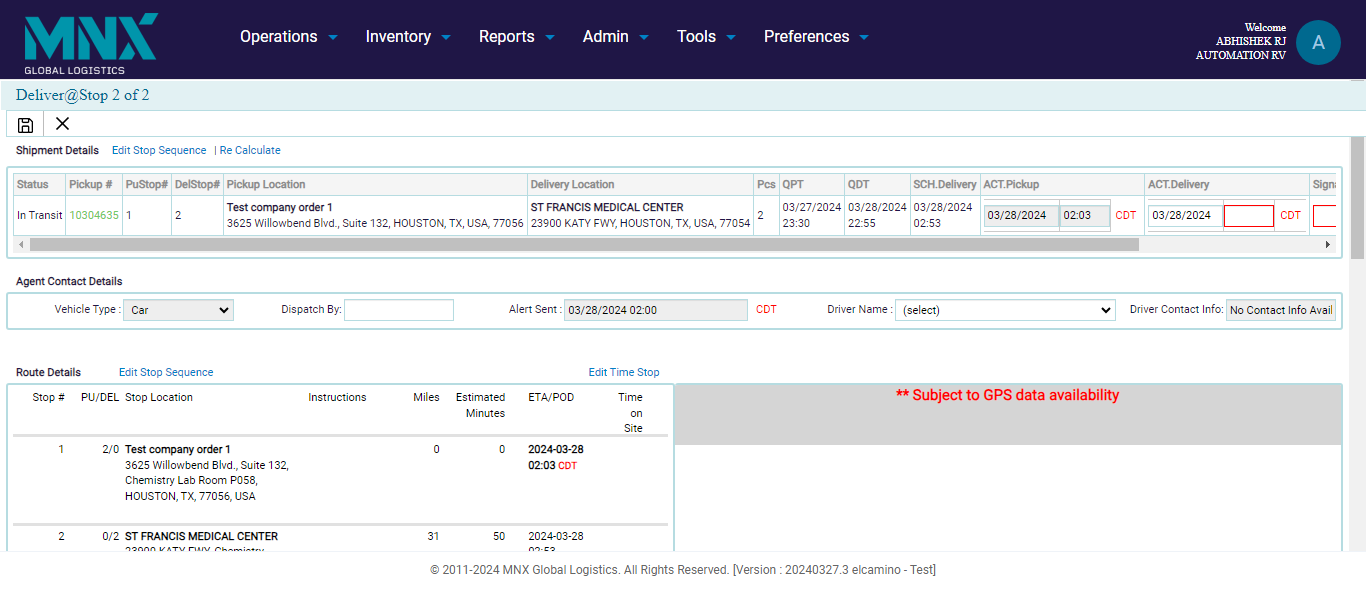 MNX
GLOBAL LOGISTICS
Operations Inventory Reports Admin Tools Preferences
Welcome
ABHISHEK RJ
AUTOMATION RV
A
Deliver@Stop 2 of 2
Shipment Details Edit Stop Sequence | Re Calculate
Status Pickup # PuStop# DelStop# Pickup Location Delivery Location Pcs QPT QDT SCH.Delivery ACT.Pickup ACT.Delivery Signa
In Transit 10304635 1 2 Test company order 1 ST FRANCIS MEDICAL CENTER 2 03/27/2024 03/28/2024 03/28/2024 03/28/2024 02:03 CDT 03/28/2024 CDT
3625 Willowbend Blvd., Suite 132, HOUSTON, TX, USA, 77056 23900 KATY FWY, HOUSTON, TX, USA, 77054 23:30 22:55 02:53
Agent Contact Details
Vehicle Type : Car Dispatch By: Alert Sent : 03/28/2024 02:00 CDT Driver Name : (select) Driver Contact Info: No Contact Info Avail
Route Details Edit Stop Sequence Edit Time Stop
** Subject to GPS data availability
Stop # PU/DEL Stop Location Instructions Miles Estimated Minutes ETA/POD Time on Site
1 2/0 Test company order 1 0 0 2024-03-28
3625 Willowbend Blvd., Suite 132, 02:03 CDT
Chemistry Lab Room P058,
HOUSTON, TX, 77056, USA
2 0/2 ST FRANCIS MEDICAL CENTER 31 50 2024-03-28
23900 KATY FWY, Chemistry 02:53
© 2011-2024 MNX Global Logistics. All Rights Reserved. [Version : 20240327.3 elcamino - Test]